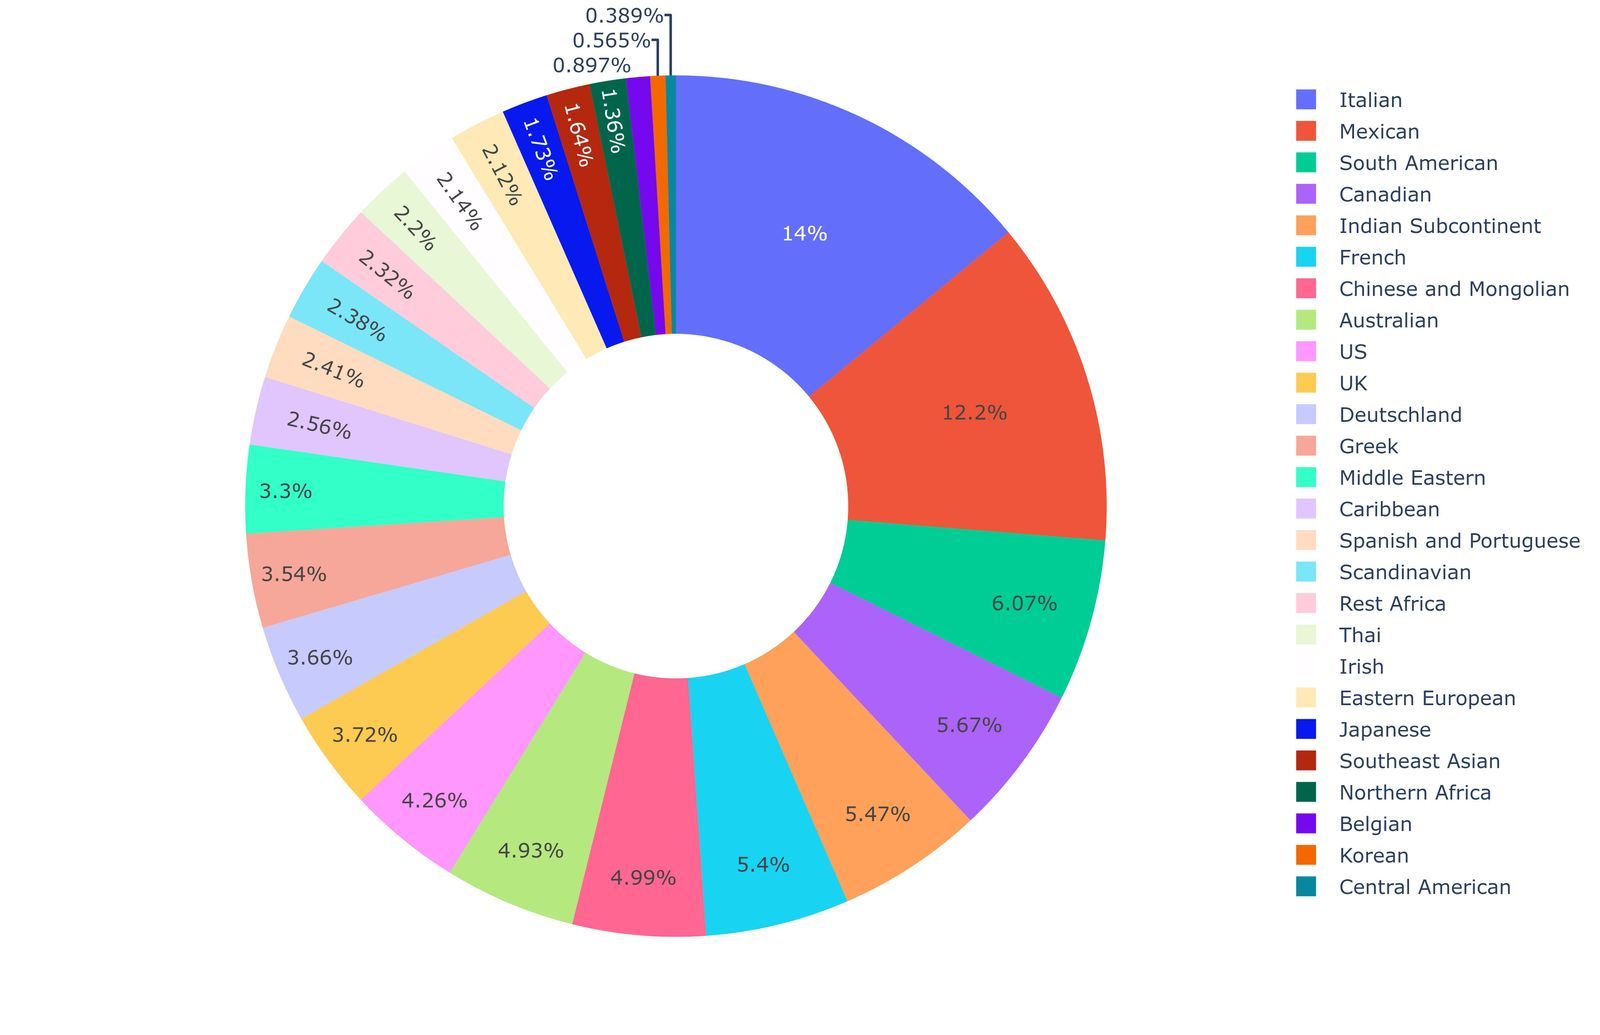 0.389%
0.565%
0.897%
1.36%
1.64%
1.73%
2.12%
2.14%
2.2%
2.32%
2.38%
2.41%
2.56%
3.3%
3.54%
3.66%
3.72%
4.26%
4.93%
4.99%
5.4%
5.47%
5.67%
6.07%
12.2%
14%
Italian
Mexican
South American
Canadian
Indian Subcontinent
French
Chinese and Mongolian
Australian
US
UK
Deutschland
Greek
Middle Eastern
Caribbean
Spanish and Portuguese
Scandinavian
Rest Africa
Thai
Irish
Eastern European
Japanese
Southeast Asian
Northern Africa
Belgian
Korean
Central American